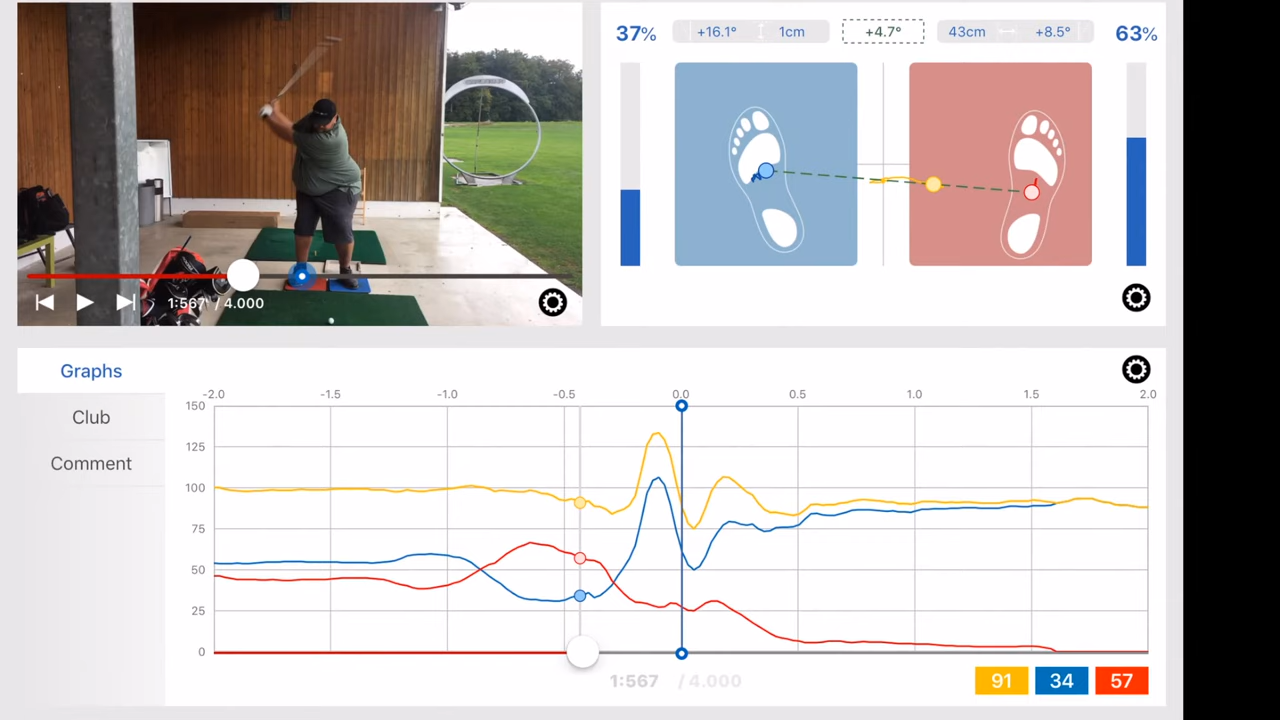 37%
+16.1° 1cm
+4.7°
43cm +8.5°
63%
1:567 / 4.000
Graphs
Club
Comment
-2.0 -1.5 -1.0 -0.5 0.0 0.5 1.0 1.5 2.0
150
125
100
75
50
25
0
1:567 / 4.000
91 34 57